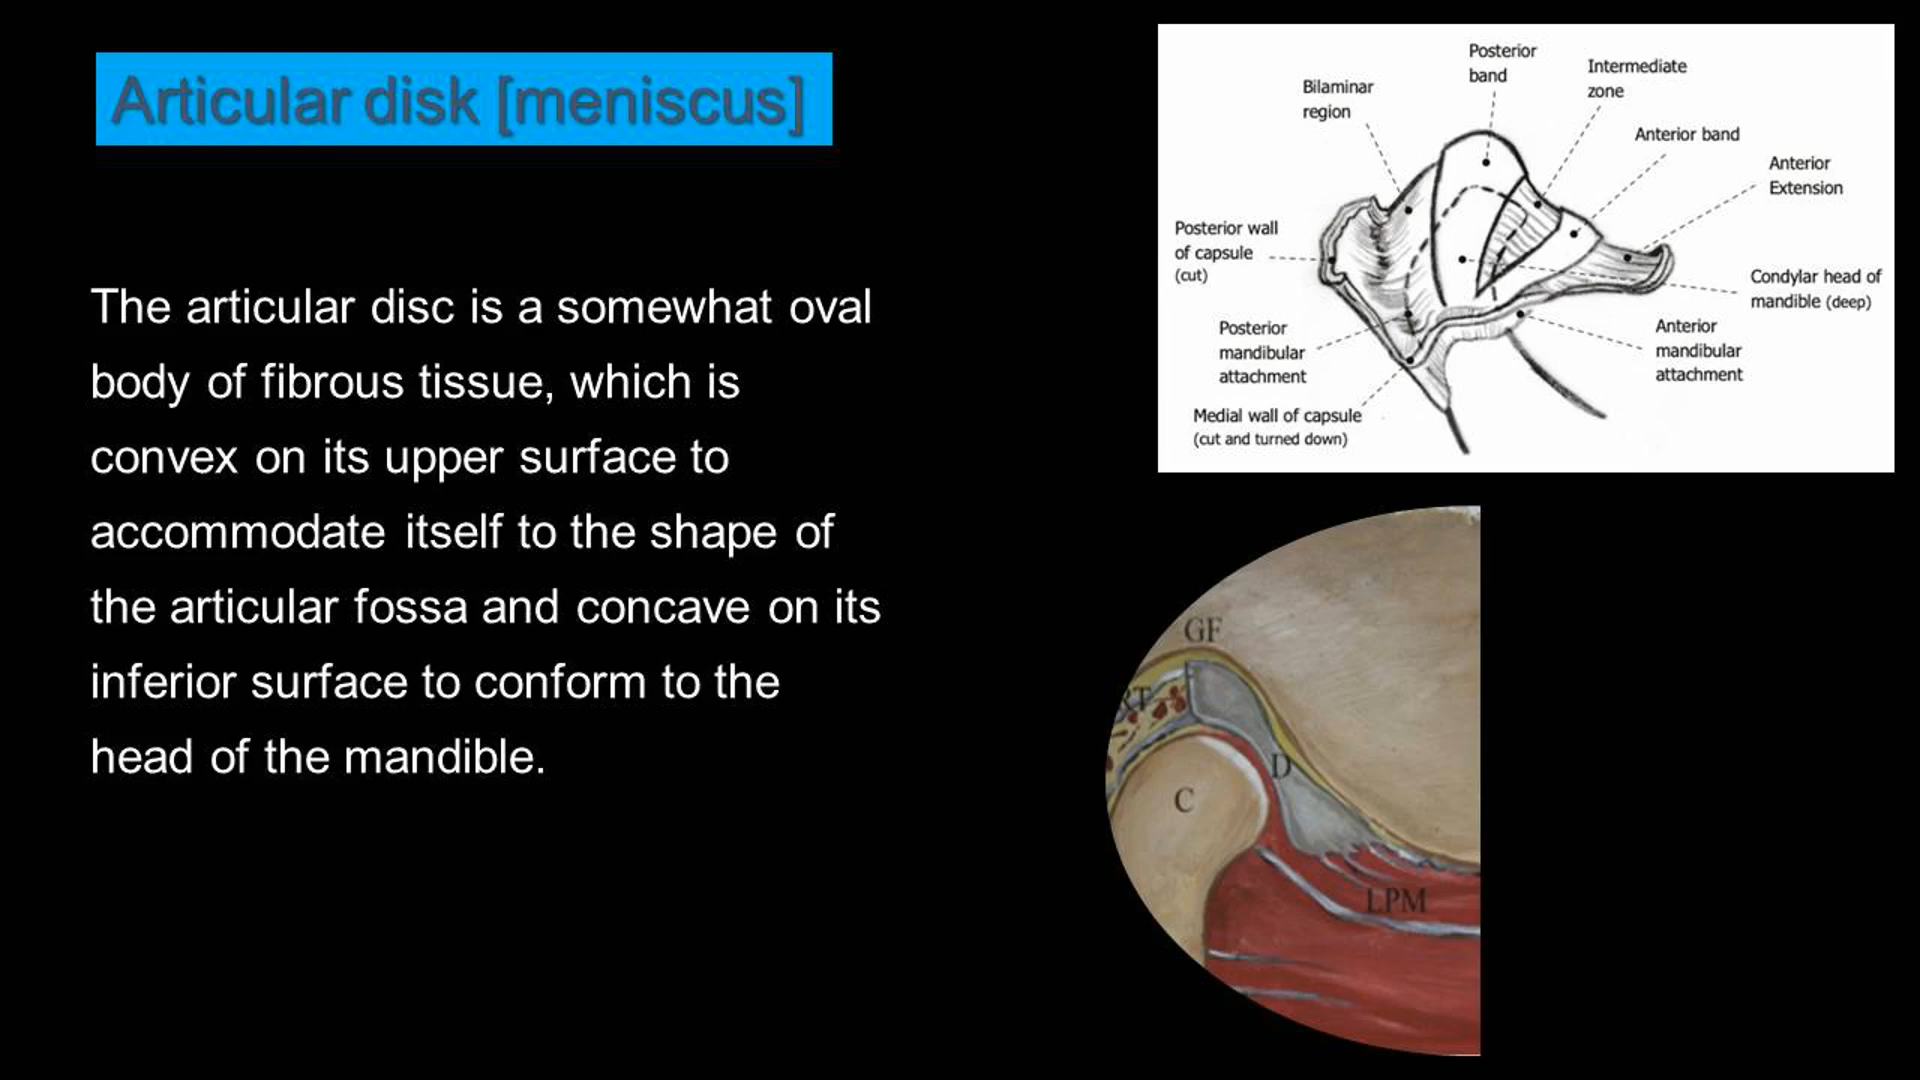 Articular disk [meniscus]
The articular disc is a somewhat oval
body of fibrous tissue, which is
convex on its upper surface to
accommodate itself to the shape of
the articular fossa and concave on its
inferior surface to conform to the
head of the mandible.
Posterior
band
Intermediate
zone
Bilaminar
region
Anterior band
Anterior
Extension
Posterior wall
of capsule
(cut)
Condylar head of
mandible (deep)
Posterior
mandibular
attachment
Anterior
mandibular
attachment
Medial wall of capsule
(cut and turned down)
GF
RT
D
C
LPM